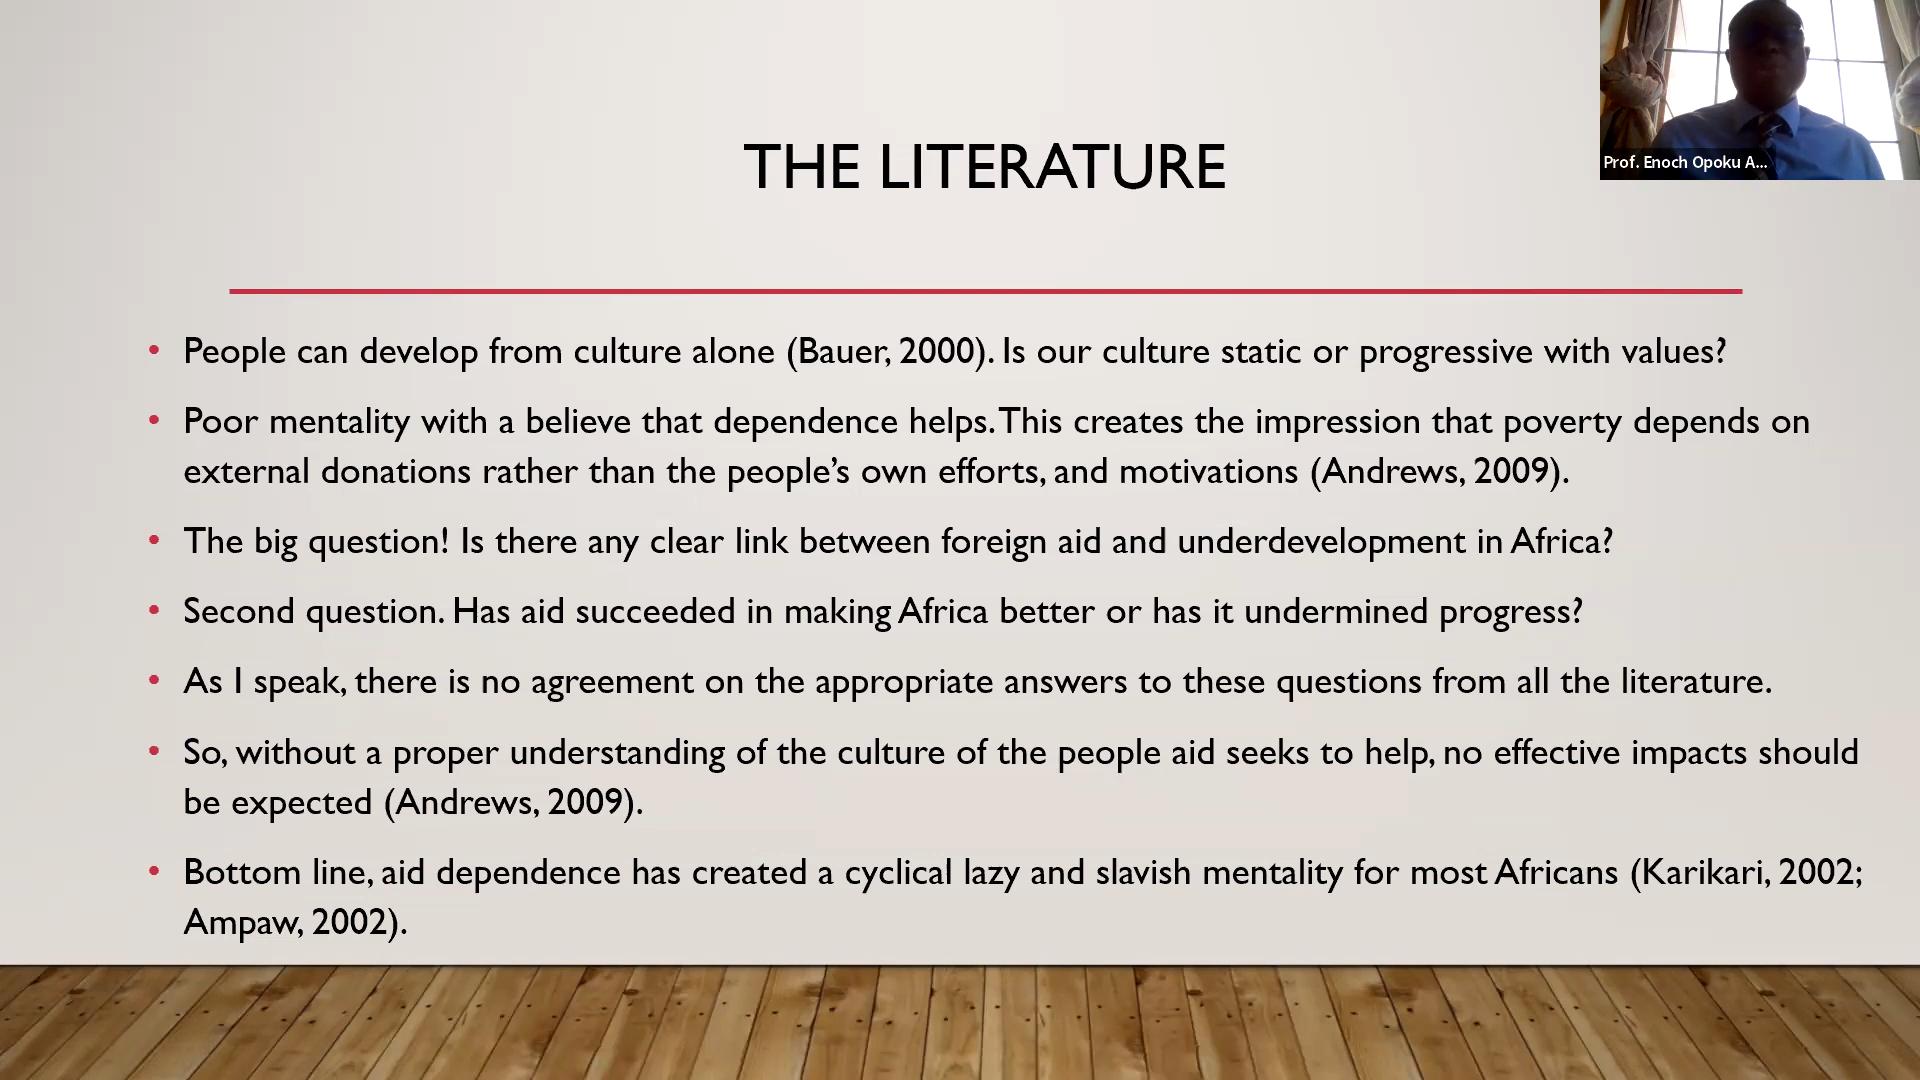 Prof. Enoch Opoku A...
THE LITERATURE
• People can develop from culture alone (Bauer, 2000). Is our culture static or progressive with values?
• Poor mentality with a believe that dependence helps. This creates the impression that poverty depends on
external donations rather than the people’s own efforts, and motivations (Andrews, 2009).
• The big question! Is there any clear link between foreign aid and underdevelopment in Africa?
• Second question. Has aid succeeded in making Africa better or has it undermined progress?
• As I speak, there is no agreement on the appropriate answers to these questions from all the literature.
• So, without a proper understanding of the culture of the people aid seeks to help, no effective impacts should
be expected (Andrews, 2009).
• Bottom line, aid dependence has created a cyclical lazy and slavish mentality for most Africans (Karikari, 2002;
Ampaw, 2002).